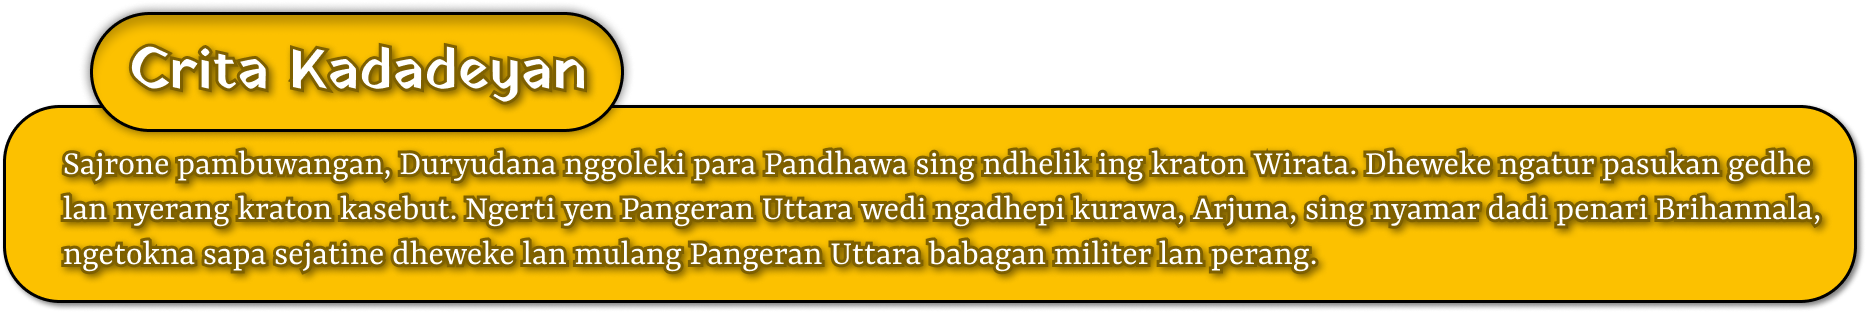 Crita Kadadeyan
Sajrone pambuwangan, Duryudana nggoleki para Pandhawa sing ndhelik ing kraton Wirata. Dheweke ngatur pasukan gedhe
lan nyerang kraton kasebut. Ngerti yen Pangeran Uttara wedi ngadhepi kurawa, Arjuna, sing nyamar dadi penari Brihannala,
ngetokna sapa sejatine dheweke lan mulang Pangeran Uttara babagan militer lan perang.